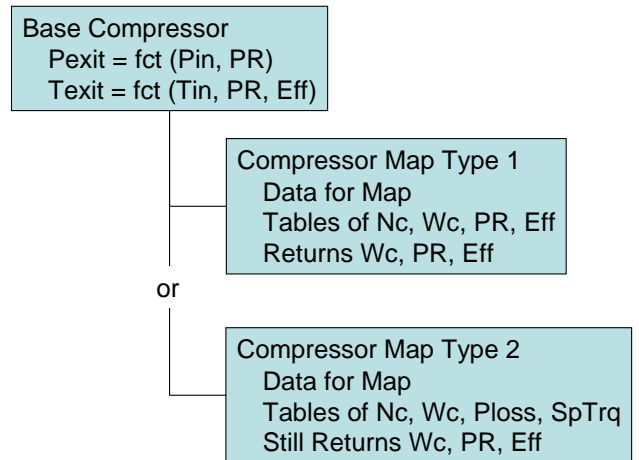 Base Compressor
Pexit = fct (Pin, PR)
Texit = fct (Tin, PR, Eff)
Compressor Map Type 1
Data for Map
Tables of Nc, Wc, PR, Eff
Returns Wc, PR, Eff
or
Compressor Map Type 2
Data for Map
Tables of Nc, Wc, Ploss, SpTrq
Still Returns Wc, PR, Eff